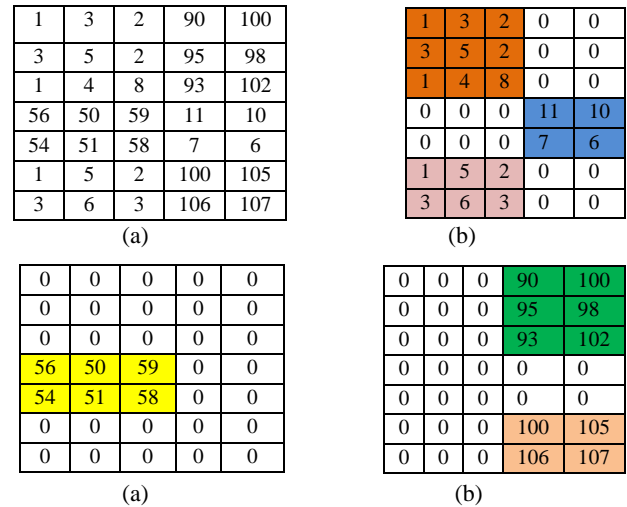 1 3 2 90 100
3 5 2 95 98
1 4 8 93 102
56 50 59 11 10
54 51 58 7 6
1 5 2 100 105
3 6 3 106 107
(a)
1 3 2 0 0
3 5 2 0 0
1 4 8 0 0
0 0 0 11 10
0 0 0 7 6
1 5 2 0 0
3 6 3 0 0
(b)
0 0 0 0 0
0 0 0 0 0
0 0 0 0 0
56 50 59 0 0
54 51 58 0 0
0 0 0 0 0
0 0 0 0 0
(a)
0 0 0 90 100
0 0 0 95 98
0 0 0 93 102
0 0 0 0 0
0 0 0 0 0
0 0 0 100 105
0 0 0 106 107
(b)